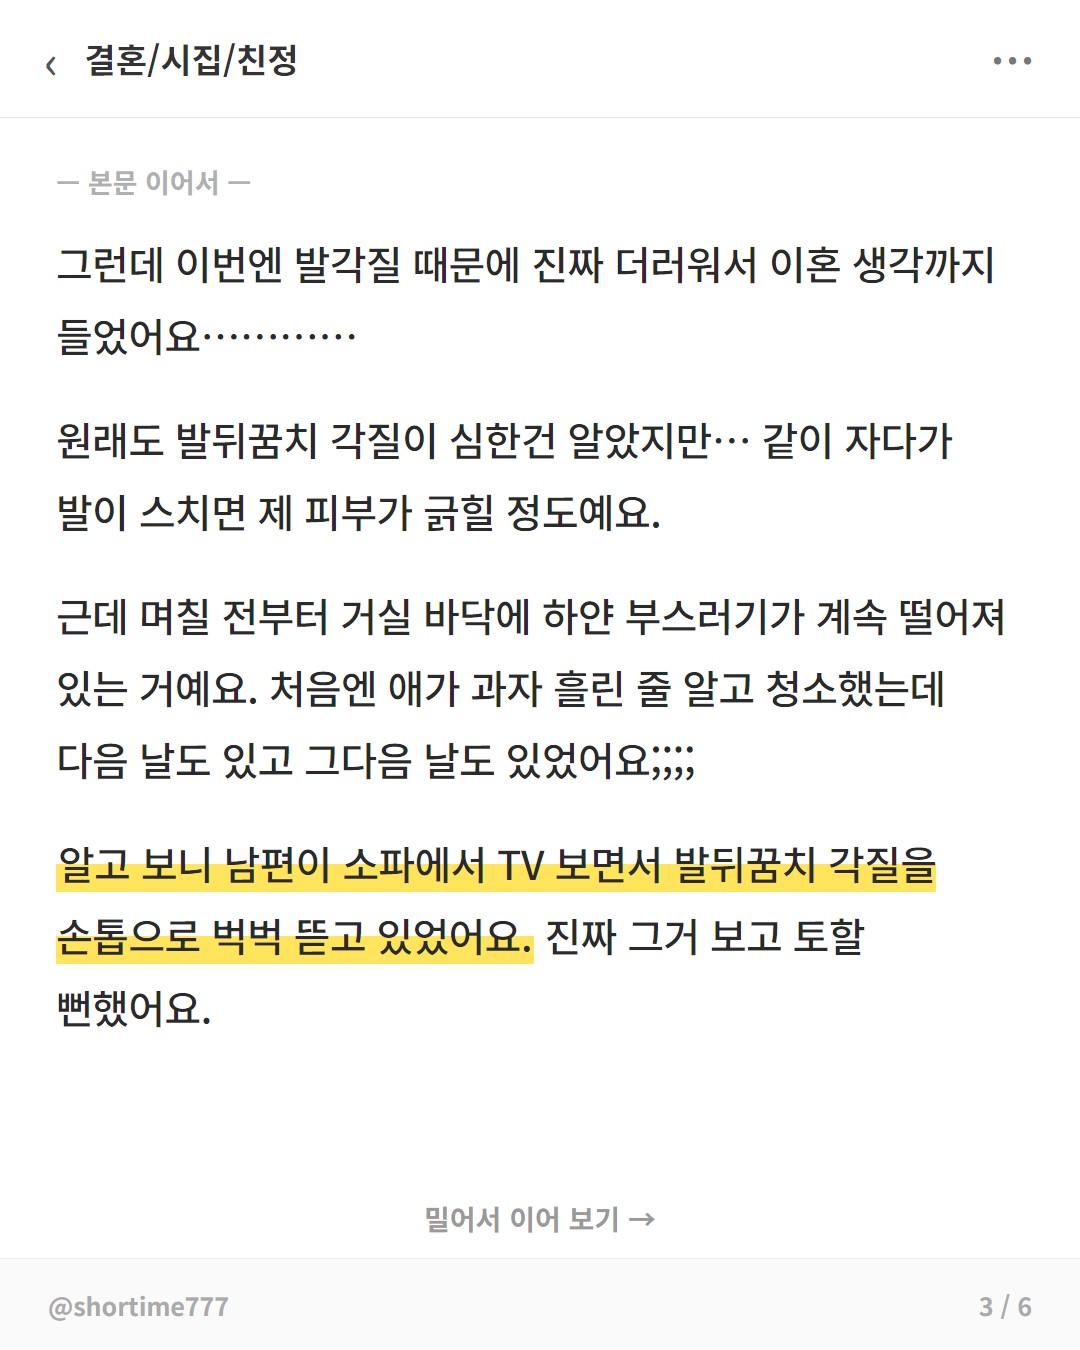 ‹ 결혼/시집/친정 •••
— 본문 이어서 —
그런데 이번엔 발각질 때문에 진짜 더러워서 이혼 생각까지
들었어요…………
원래도 발뒤꿈치 각질이 심한건 알았지만… 같이 자다가
발이 스치면 제 피부가 긁힐 정도예요.
근데 며칠 전부터 거실 바닥에 하얀 부스러기가 계속 떨어져
있는 거예요. 처음엔 애가 과자 흘린 줄 알고 청소했는데
다음 날도 있고 그다음 날도 있었어요;;;;
알고 보니 남편이 소파에서 TV 보면서 발뒤꿈치 각질을
손톱으로 벅벅 뜯고 있었어요. 진짜 그거 보고 토할
뻔했어요.
밀어서 이어 보기 →
@shortime777 3 / 6